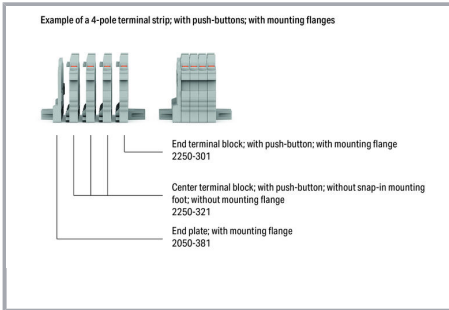 Example of a 4-pole terminal strip; with push-buttons; with mounting flanges
End terminal block; with push-button; with mounting flange
2250-301
Center terminal block; with push-button; without snap-in mounting
foot; without mounting flange
2250-321
End plate; with mounting flange
2050-381